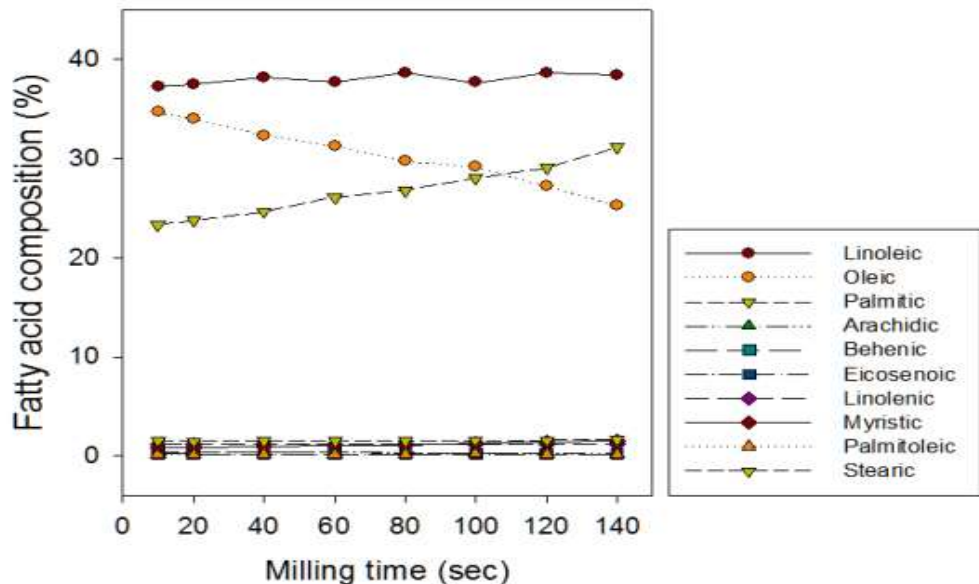 Fatty acid composition (%)
40
30
20
10
0
0 20 40 60 80 100 120 140
Milling time (sec)
Linoleic
Oleic
Palmitic
Arachidic
Behenic
Eicosenoic
Linolenic
Myristic
Palmitoleic
Stearic